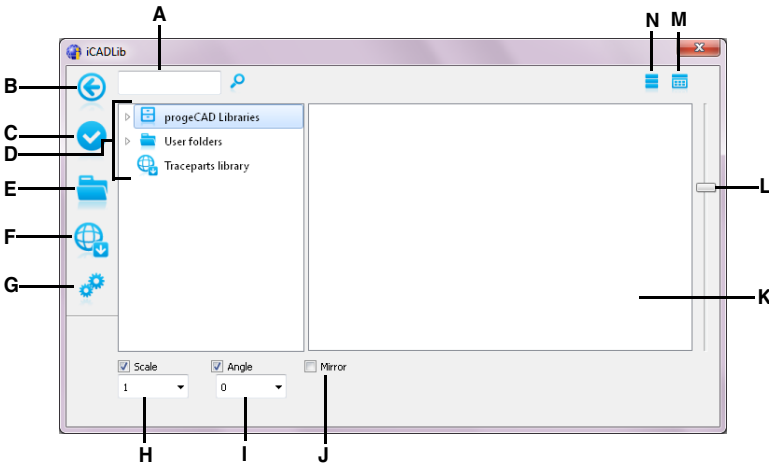 A
N M
iCADLib
x
B
C
progeCAD Libraries
D
User folders
Traceparts library
E
L
F
G
K
Scale Angle Mirror
1 0
H I J